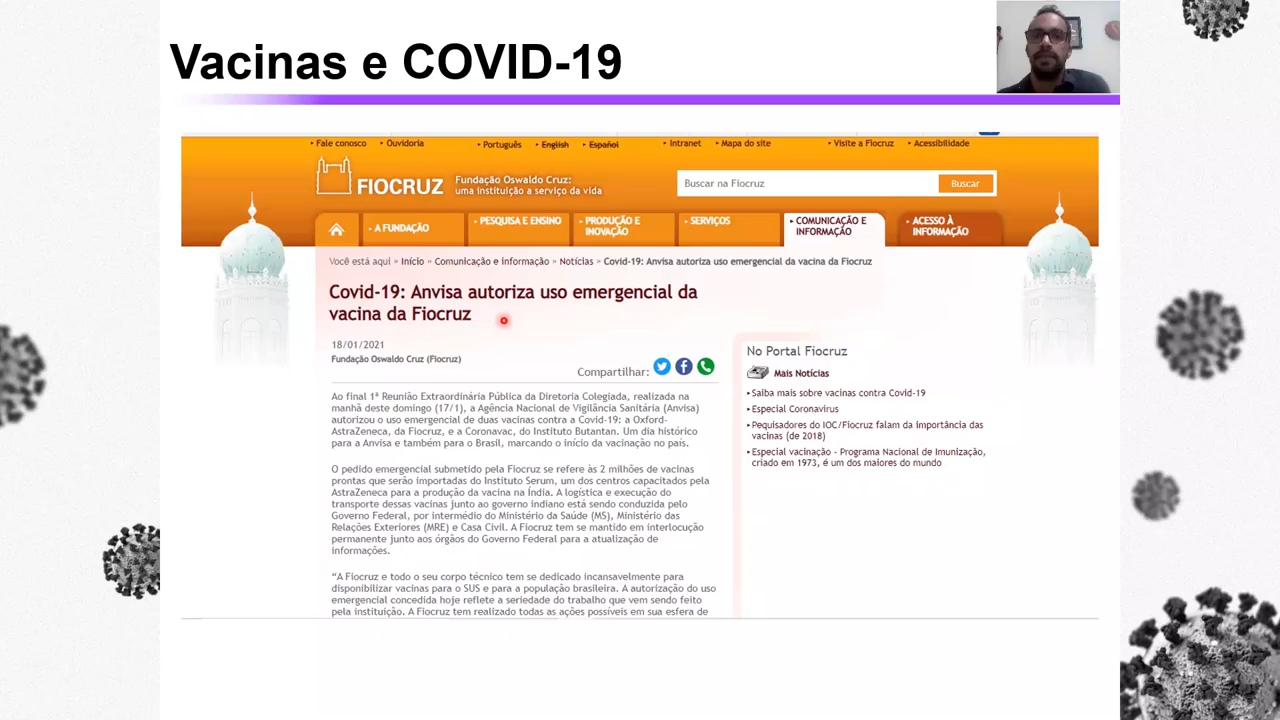 Vacinas e COVID-19
Fale conosco
Ouvidoria
Português
English
Español
Intranet
Mapa do site
Visite a Fiocruz
Acessibilidade
FIOCRUZ
Fundação Oswaldo Cruz:
uma instituição a serviço da vida
Buscar na Fiocruz
Buscar
A FUNDAÇÃO
PESQUISA E ENSINO
PRODUÇÃO E
INOVAÇÃO
SERVIÇOS
COMUNICAÇÃO E
INFORMAÇÃO
ACESSO À
INFORMAÇÃO
Você está aqui » Início » Comunicação e informação » Notícias » Covid-19: Anvisa autoriza uso emergencial da vacina da Fiocruz
Covid-19: Anvisa autoriza uso emergencial da
vacina da Fiocruz
18/01/2021
Fundação Oswaldo Cruz (Fiocruz)
Compartilhar:
Ao final 1ª Reunião Extraordinária Pública da Diretoria Colegiada, realizada na
manhã deste domingo (17/1), a Agência Nacional de Vigilância Sanitária (Anvisa)
autorizou o uso emergencial de duas vacinas contra a Covid-19: a Oxford-
AstraZeneca, da Fiocruz, e a Coronavac, do Instituto Butantan. Um dia histórico
para a Anvisa e também para o Brasil, marcando o início da vacinação no país.
O pedido emergencial submetido pela Fiocruz se refere às 2 milhões de vacinas
prontas que serão importadas do Instituto Serum, um dos centros capacitados pela
AstraZeneca para a produção da vacina na Índia. A logística e execução do
transporte dessas vacinas junto ao governo indiano está sendo conduzida pelo
Governo Federal, por intermédio do Ministério da Saúde (MS), Ministério das
Relações Exteriores (MRE) e Casa Civil. A Fiocruz tem se mantido em interlocução
permanente junto aos órgãos do Governo Federal para a atualização de
informações.
“A Fiocruz e todo o seu corpo técnico tem se dedicado incansavelmente para
disponibilizar vacinas para o SUS e para a população brasileira. A autorização do uso
emergencial concedida hoje reflete a seriedade do trabalho que vem sendo feito
pela instituição. A Fiocruz tem realizado todas as ações possíveis em sua esfera de
No Portal Fiocruz
Mais Notícias
Saiba mais sobre vacinas contra Covid-19
Especial Coronavirus
Pequisadores do IOC/Fiocruz falam da importância das
vacinas (de 2018)
Especial vacinação - Programa Nacional de Imunização,
criado em 1973, é um dos maiores do mundo